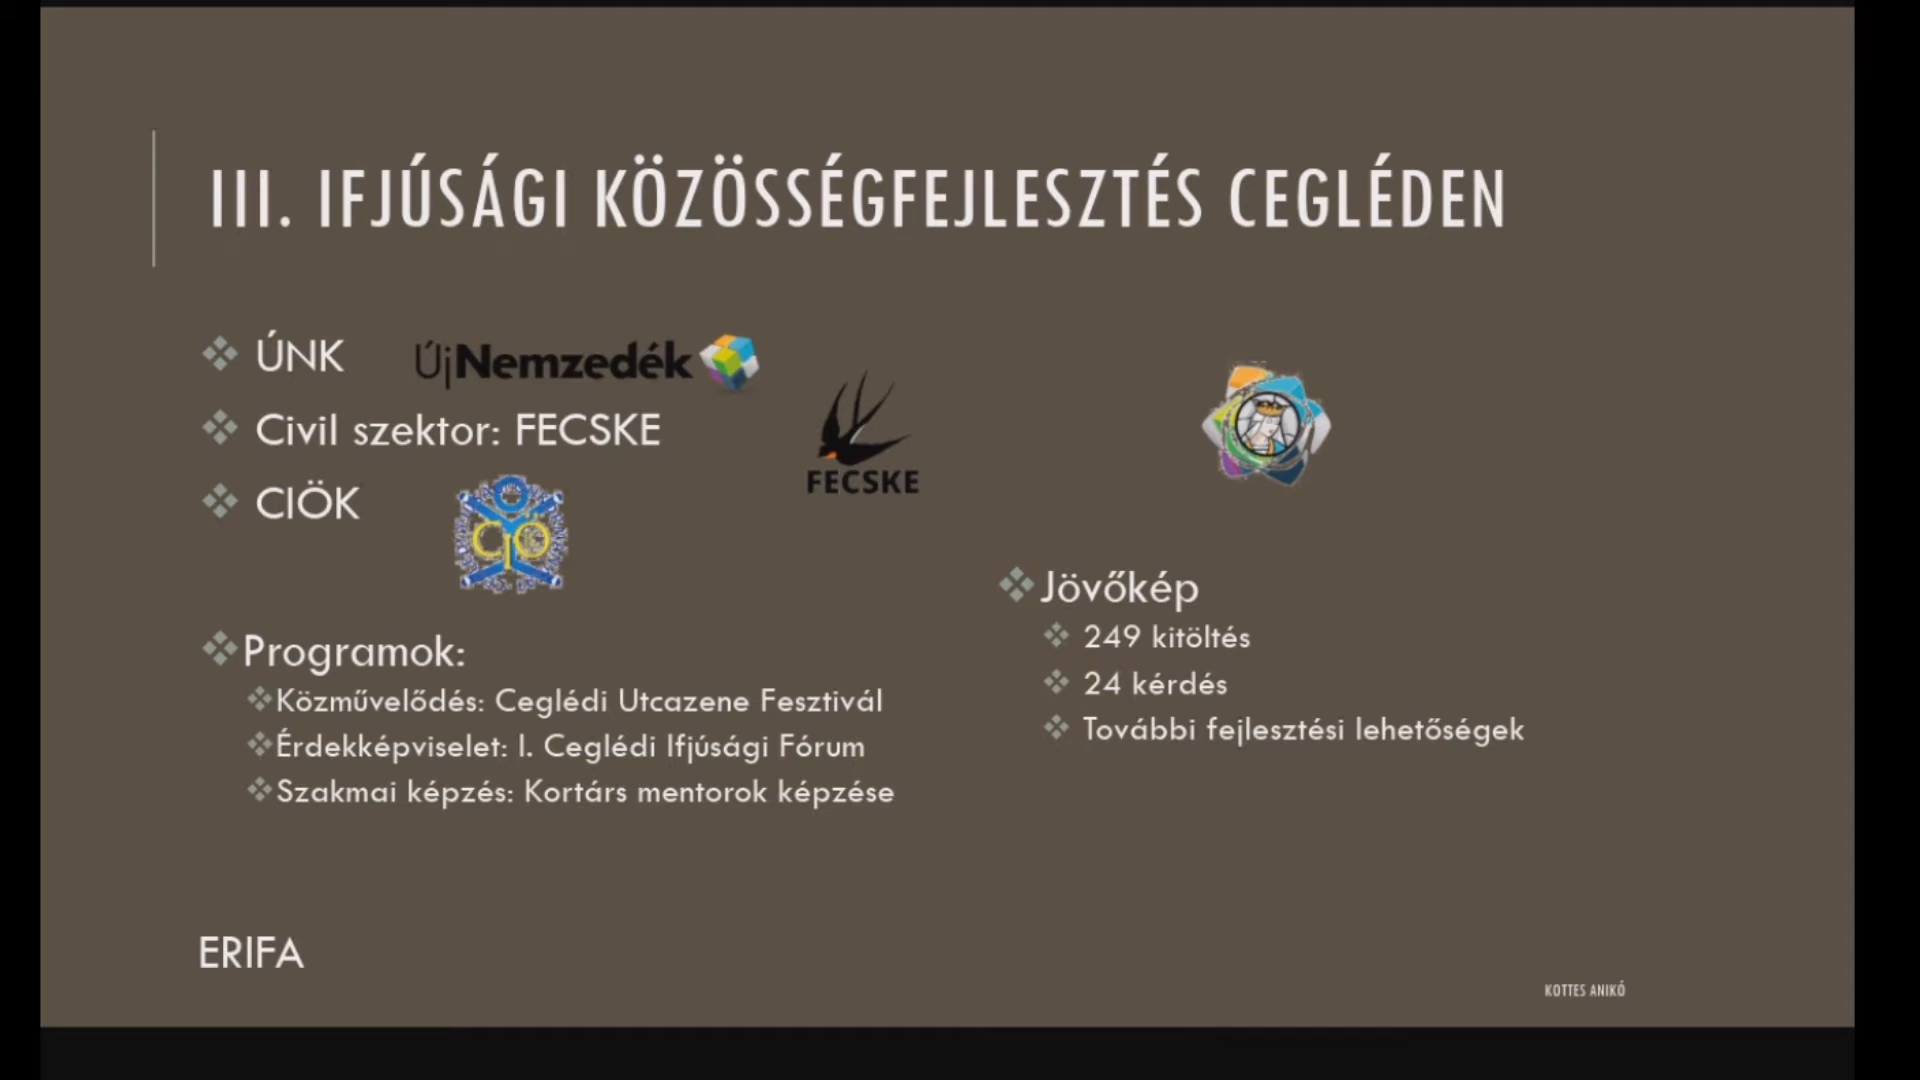 III. IFJÚSÁGI KÖZÖSSÉGFEJLESZTÉS CEGLÉDEN
ÚNK
ÚjNemzedék
Civil szektor: FECSKE
FECSKE
CIÖK
CIÖK
Programok:
Közművelődés: Ceglédi Utcazene Fesztivál
Érdekképviselet: I. Ceglédi Ifjúsági Fórum
Szakmai képzés: Kortárs mentorok képzése
Jövőkép
249 kitöltés
24 kérdés
További fejlesztési lehetőségek
ERIFA
KOTTES ANIKÓ